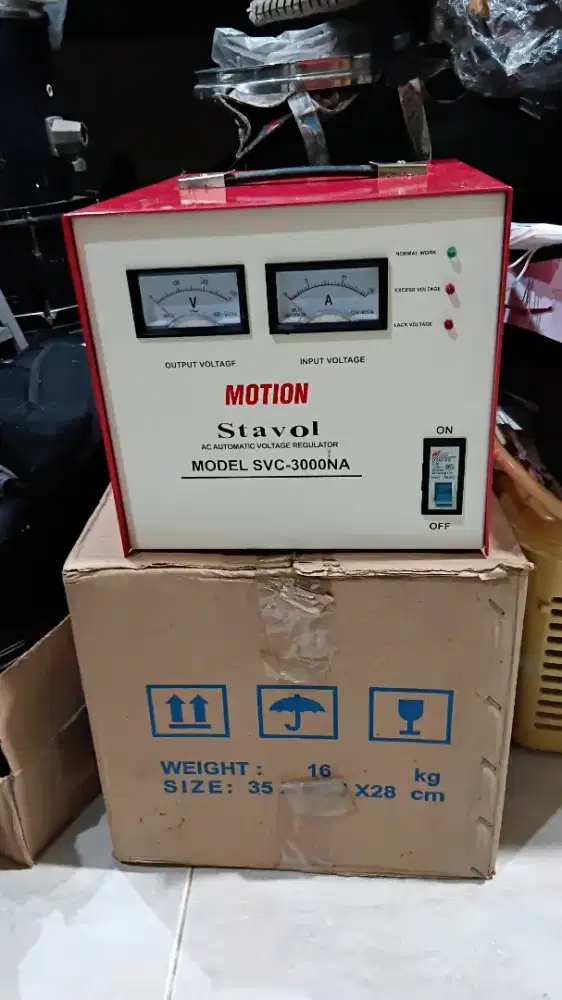 NORMAL WORK
EXCESS VOLTAGE
LACK VOLTAGE
V
A
OUTPUT VOLTAGE
INPUT VOLTAGE
MOTION
Stavol
AC AUTOMATIC VOLTAGE REGULATOR
MODEL SVC-3000NA
ON
OFF
WEIGHT : 16 kg
SIZE: 35 X28 cm